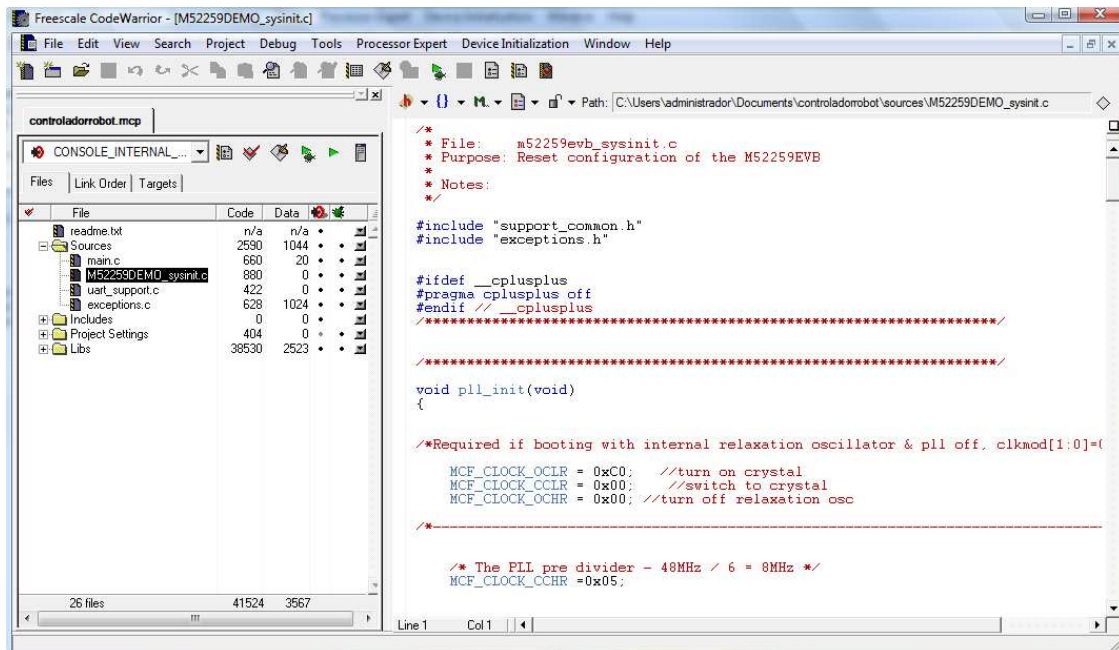 Freescale CodeWarrior - [M52259DEMO_sysinit.c]
File Edit View Search Project Debug Tools Processor Expert Device Initialization Window Help
controladorrobot.mcp
CONSOLE_INTERNAL_...
Files Link Order Targets
File Code Data
readme.txt n/a n/a
Sources 2590 1044
main.c 660 20
M52259DEMO_sysinit.c 880 0
uart_support.c 422 0
exceptions.c 628 1024
Includes 0 0
Project Settings 404 0
Libs 38530 2523
26 files 41524 3567
Path: C:\Users\administrador\Documents\controladorrobot\sources\M52259DEMO_sysinit.c
/*
* File: m52259evb_sysinit.c
* Purpose: Reset configuration of the M52259EVB
*
* Notes:
*/
#include "support_common.h"
#include "exceptions.h"
#ifdef __cplusplus
#pragma cplusplus off
#endif // __cplusplus
/*********************************************************************/
/*********************************************************************/
void pll_init(void)
{
/*Required if booting with internal relaxation oscillator & pll off, clkmod[1:0]=
MCF_CLOCK_OCLR = 0xC0; //turn on crystal
MCF_CLOCK_CCLR = 0x00; //switch to crystal
MCF_CLOCK_OCHR = 0x00; //turn off relaxation osc
/*---------------------------------------------------------------------------------
/* The PLL pre divider - 48MHz / 6 = 8MHz */
MCF_CLOCK_CCHR =0x05;
Line 1 Col 1